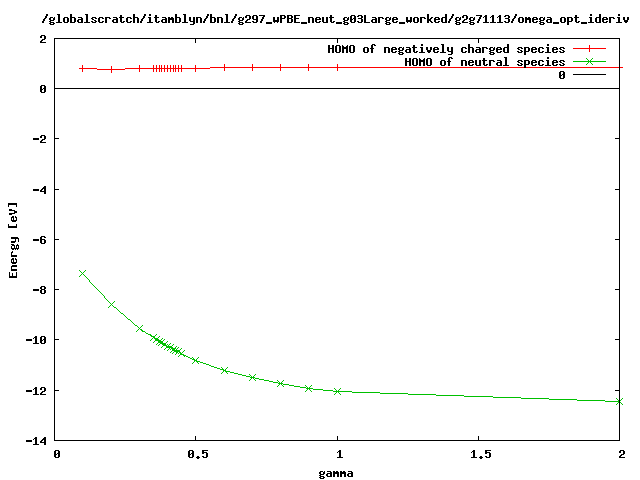 /globalscratch/itamblyn/bnl/g297_wPBE_neut_g03Large_worked/g2g71113/omega_opt_ideriv
HOMO of negatively charged species
HOMO of neutral species
0
2
0
-2
-4
-6
-8
-10
-12
-14
Energy [eV]
0 0.5 1 1.5 2
gamma